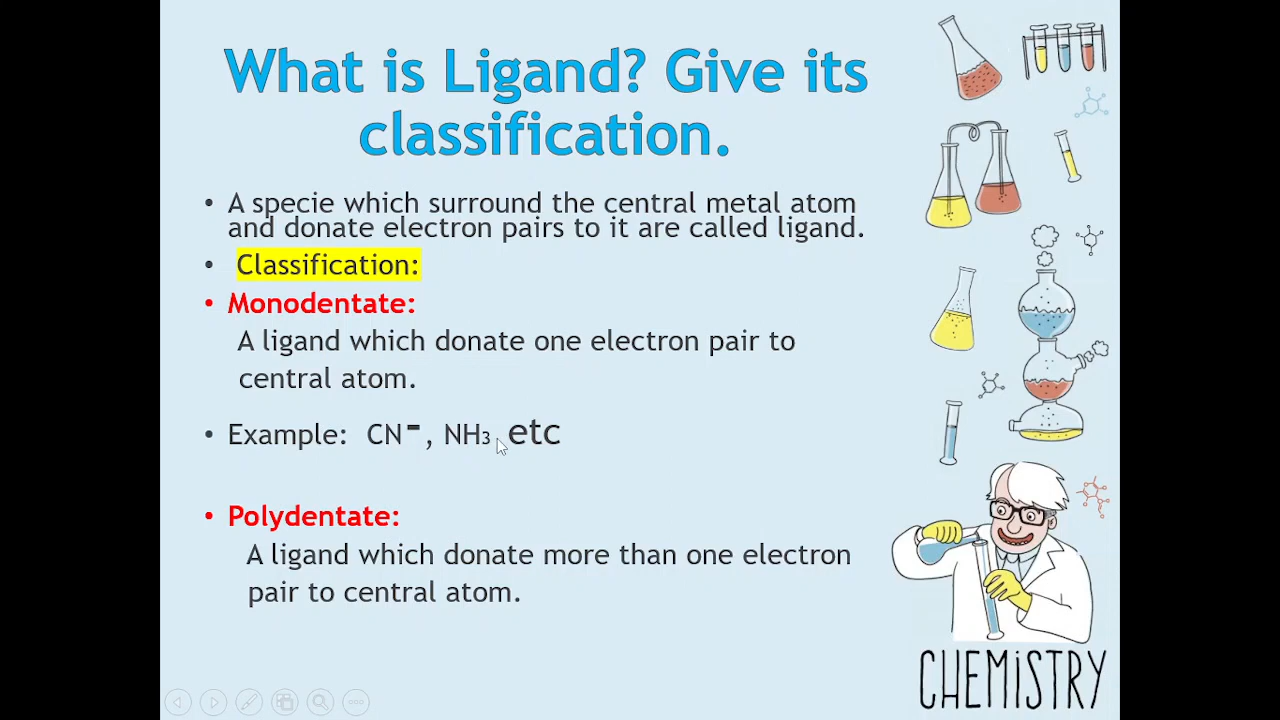 What is Ligand? Give its
classification.
• A specie which surround the central metal atom
and donate electron pairs to it are called ligand.
• Classification:
• Monodentate:
A ligand which donate one electron pair to
central atom.
• Example: CN⁻, NH₃ etc
• Polydentate:
A ligand which donate more than one electron
pair to central atom.
CHEMiSTRY